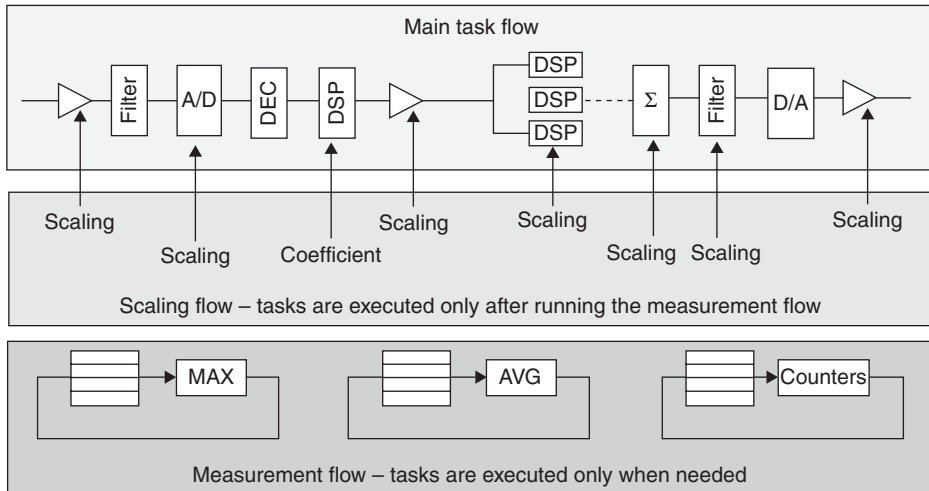 Main task flow
Filter
A/D
DEC
DSP
DSP
DSP
DSP
Σ
Filter
D/A
Scaling
Scaling
Coefficient
Scaling
Scaling
Scaling
Scaling
Scaling
Scaling flow – tasks are executed only after running the measurement flow
MAX
AVG
Counters
Measurement flow – tasks are executed only when needed